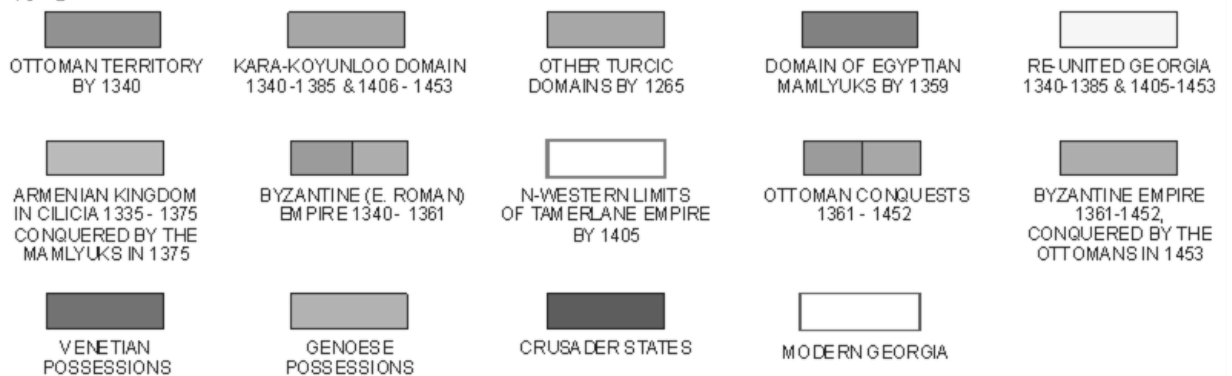 OTTOMAN TERRITORY
BY 1340
KARA-KOYUNLOO DOMAIN
1340-1385 & 1406 - 1453
OTHER TURCIC
DOMAINS BY 1265
DOMAIN OF EGYPTIAN
MAMLYUKS BY 1359
RE-UNITED GEORGIA
1340-1385 & 1405-1453
ARMENIAN KINGDOM
IN CILICIA 1335 - 1375
CONQUERED BY THE
MAMLYUKS IN 1375
BYZANTINE (E. ROMAN)
EMPIRE 1340 - 1361
N-WESTERN LIMITS
OF TAMERLANE EMPIRE
BY 1405
OTTOMAN CONQUESTS
1361 - 1452
BYZANTINE EMPIRE
1361-1452,
CONQUERED BY THE
OTTOMANS IN 1453
VENETIAN
POSSESSIONS
GENOESE
POSSESSIONS
CRUSADER STATES
MODERN GEORGIA